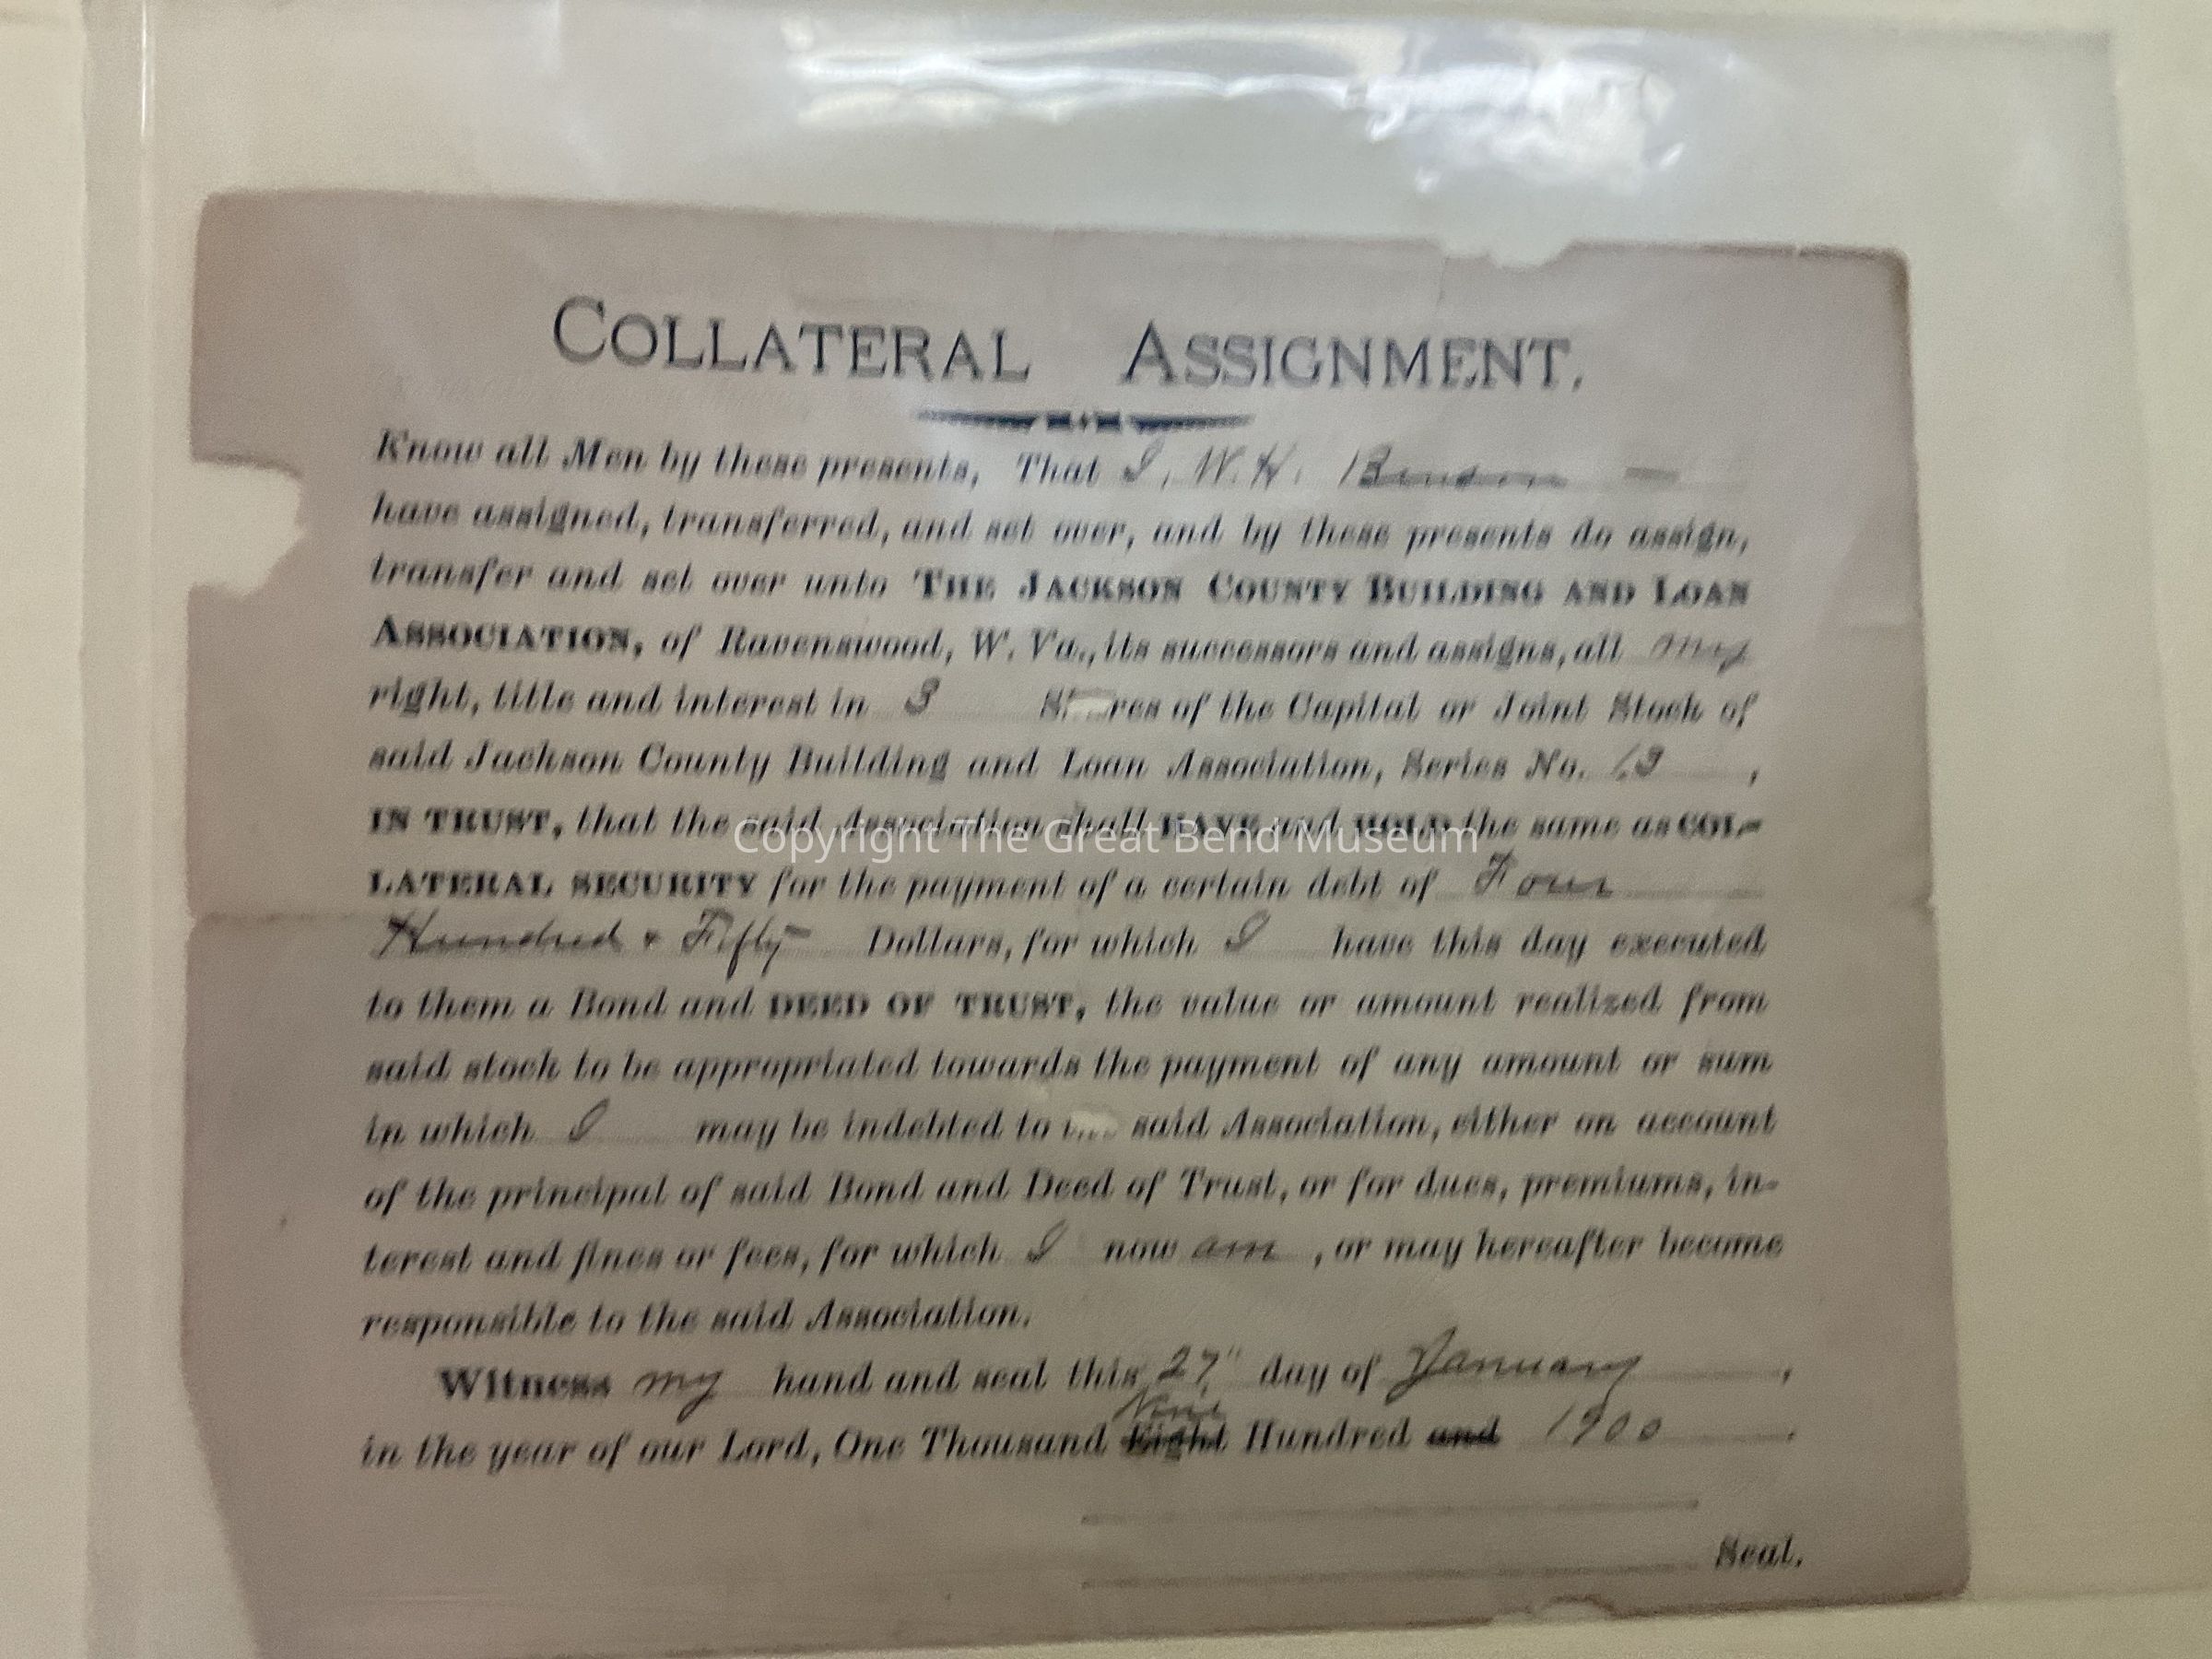 COLLATERAL ASSIGNMENT.
Know all Men by these presents, That I, W. H.
have assigned, transferred, and set over, and by these presents do assign,
transfer and set over unto THE JACKSON COUNTY BUILDING AND LOAN
ASSOCIATION, of Ravenswood, W. Va., its successors and assigns, all my
right, title and interest in 3 Shares of the Capital or Joint Stock of
said Jackson County Building and Loan Association, Series No. 13,
IN TRUST, that the said Association shall HAVE and HOLD the same as COL-
Copyright The Great Bend Museum
LATERAL SECURITY for the payment of a certain debt of Four
Hundred & Fifty Dollars, for which I have this day executed
to them a Bond and DEED OF TRUST, the value or amount realized from
said stock to be appropriated towards the payment of any amount or sum
in which I may be indebted to the said Association, either on account
of the principal of said Bond and Deed of Trust, or for dues, premiums, in-
terest and fines or fees, for which I now am, or may hereafter become
responsible to the said Association.
Witness my hand and seal this 27" day of January,
Nine
in the year of our Lord, One Thousand Eight Hundred and 1900.
Seal.